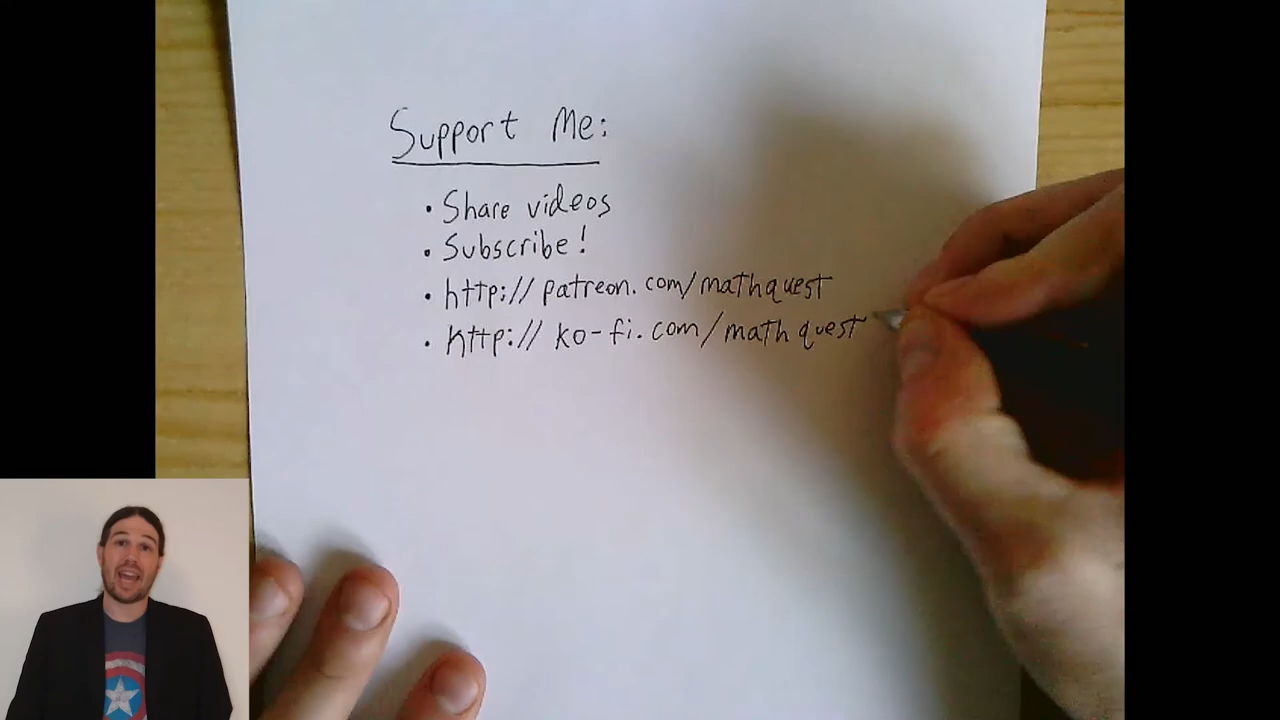 Support Me:
• Share videos
• Subscribe!
• http://patreon.com/mathquest
• http://ko-fi.com/mathquest